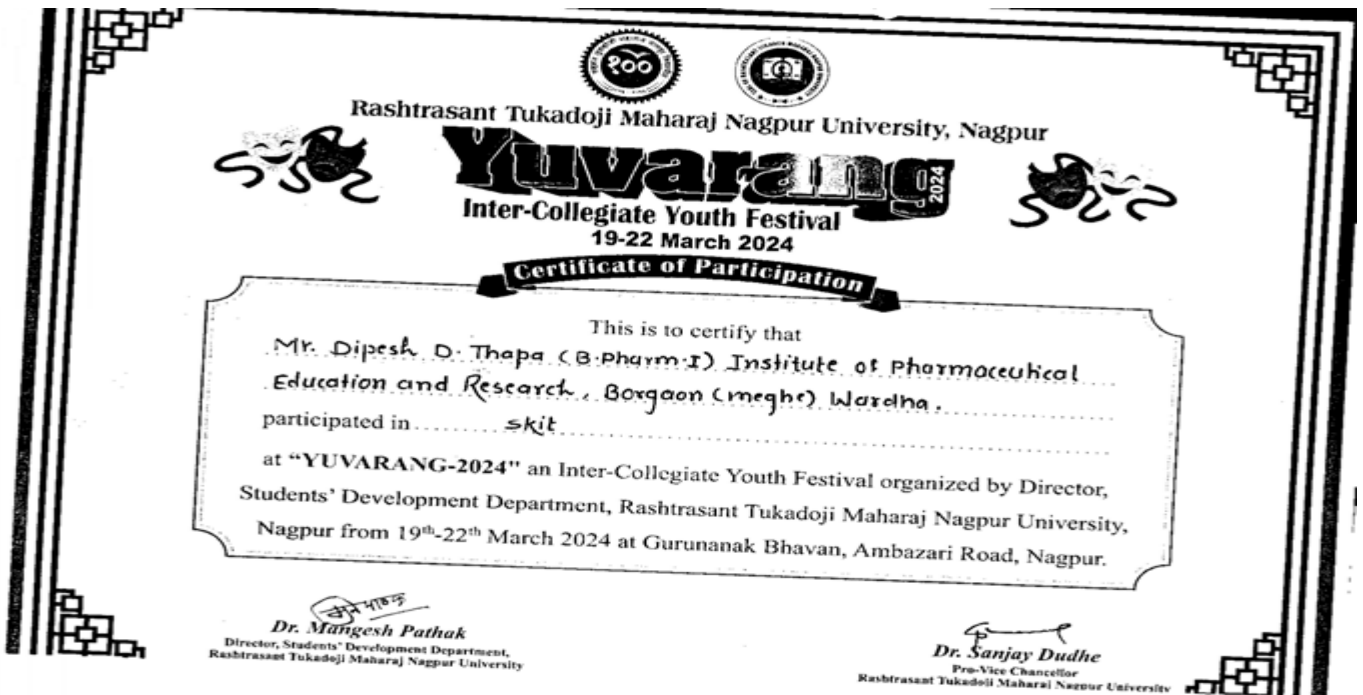 १००
Rashtrasant Tukadoji Maharaj Nagpur University, Nagpur
Yuvarang 2024
Inter-Collegiate Youth Festival
19-22 March 2024
Certificate of Participation
This is to certify that
Mr. Dipesh D. Thapa (B.Pharm-I) Institute of Pharmaceutical
Education and Research, Borgaon (meghe) Wardha.
participated in skit
at “YUVARANG-2024" an Inter-Collegiate Youth Festival organized by Director,
Students’ Development Department, Rashtrasant Tukadoji Maharaj Nagpur University,
Nagpur from 19th-22th March 2024 at Gurunanak Bhavan, Ambazari Road, Nagpur.
Dr. Mangesh Pathak
Director, Students’ Development Department,
Rashtrasant Tukadoji Maharaj Nagpur University
Dr. Sanjay Dudhe
Pro-Vice Chancellor
Rashtrasant Tukadoji Maharaj Nagpur University